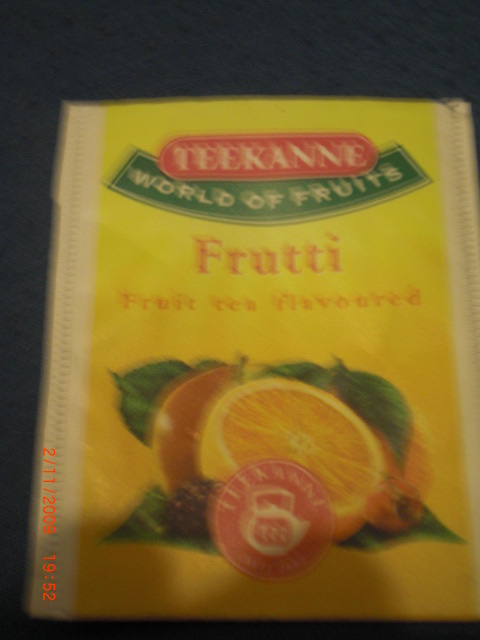 TEEKANNE
WORLD OF FRUITS
Frutti
Fruit tea flavoured
TEEKANNE
2/11/2009 19:52